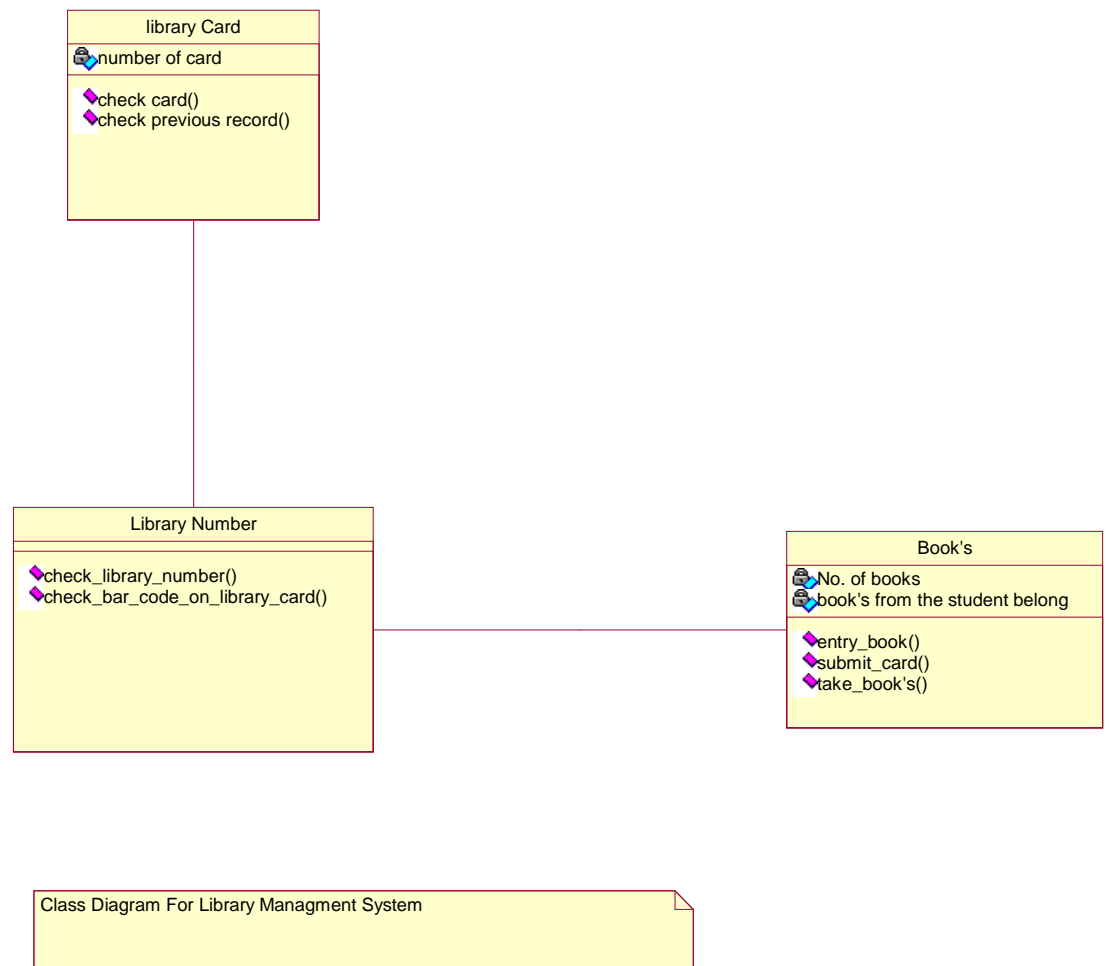 library Card
number of card
check card()
check previous record()
Library Number
check_library_number()
check_bar_code_on_library_card()
Book's
No. of books
book's from the student belong
entry_book()
submit_card()
take_book's()
Class Diagram For Library Managment System